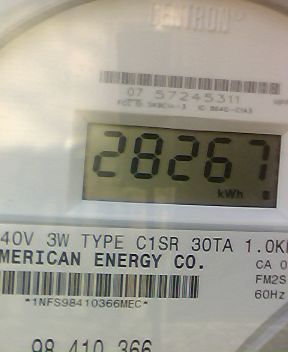 CENTRON®
07 57245311
28267
kWh
40V 3W TYPE C1SR 30TA 1.0K
MERICAN ENERGY CO.
CA 0
FM2S
60Hz
*1NFS98410366MEC*
98 410 366